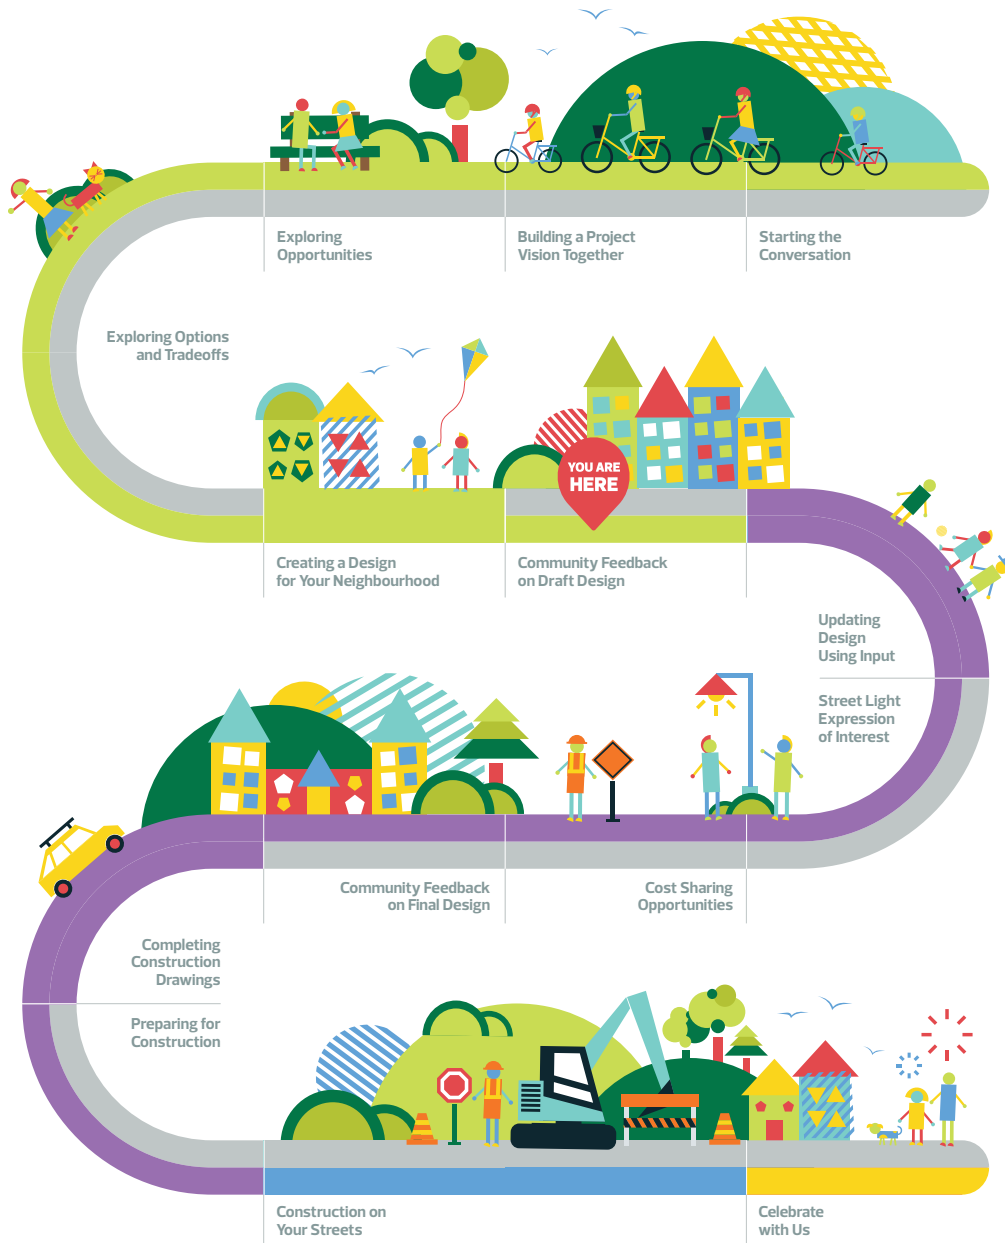 Exploring
Opportunities
Building a Project
Vision Together
Starting the
Conversation
Exploring Options
and Tradeoffs
YOU ARE
HERE
Creating a Design
for Your Neighbourhood
Community Feedback
on Draft Design
Updating
Design
Using Input
Street Light
Expression
of Interest
Community Feedback
on Final Design
Cost Sharing
Opportunities
Completing
Construction
Drawings
Preparing for
Construction
Construction on
Your Streets
Celebrate
with Us